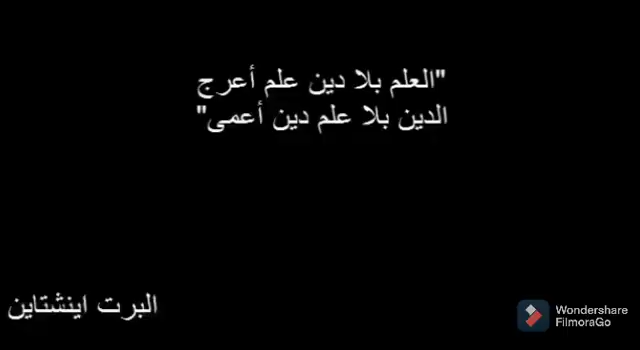 "العلم بلا دين علم أعرج
الدين بلا علم دين أعمى"
البرت اينشتاين
Wondershare
FilmoraGo